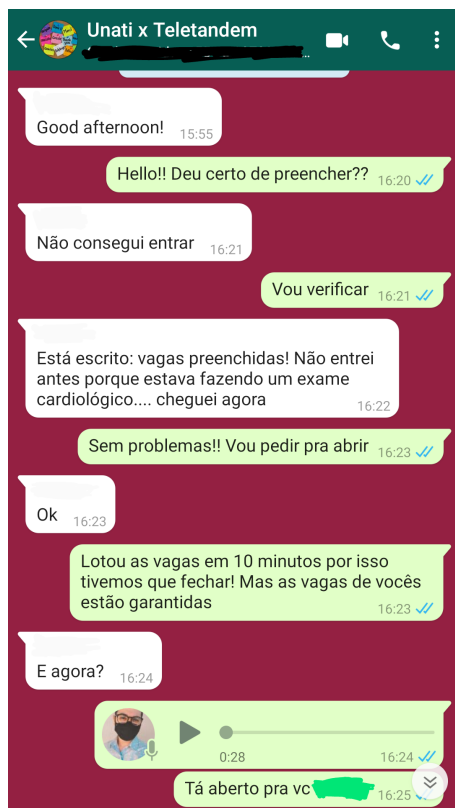 Unati x Teletandem
Good afternoon!
15:55
Hello!! Deu certo de preencher??
16:20
Não consegui entrar
16:21
Vou verificar
16:21
Está escrito: vagas preenchidas! Não entrei
antes porque estava fazendo um exame
cardiológico.... cheguei agora
16:22
Sem problemas!! Vou pedir pra abrir
16:23
Ok
16:23
Lotou as vagas em 10 minutos por isso
tivemos que fechar! Mas as vagas de vocês
estão garantidas
16:23
E agora?
16:24
0:28
16:24
Tá aberto pra vc
16:25